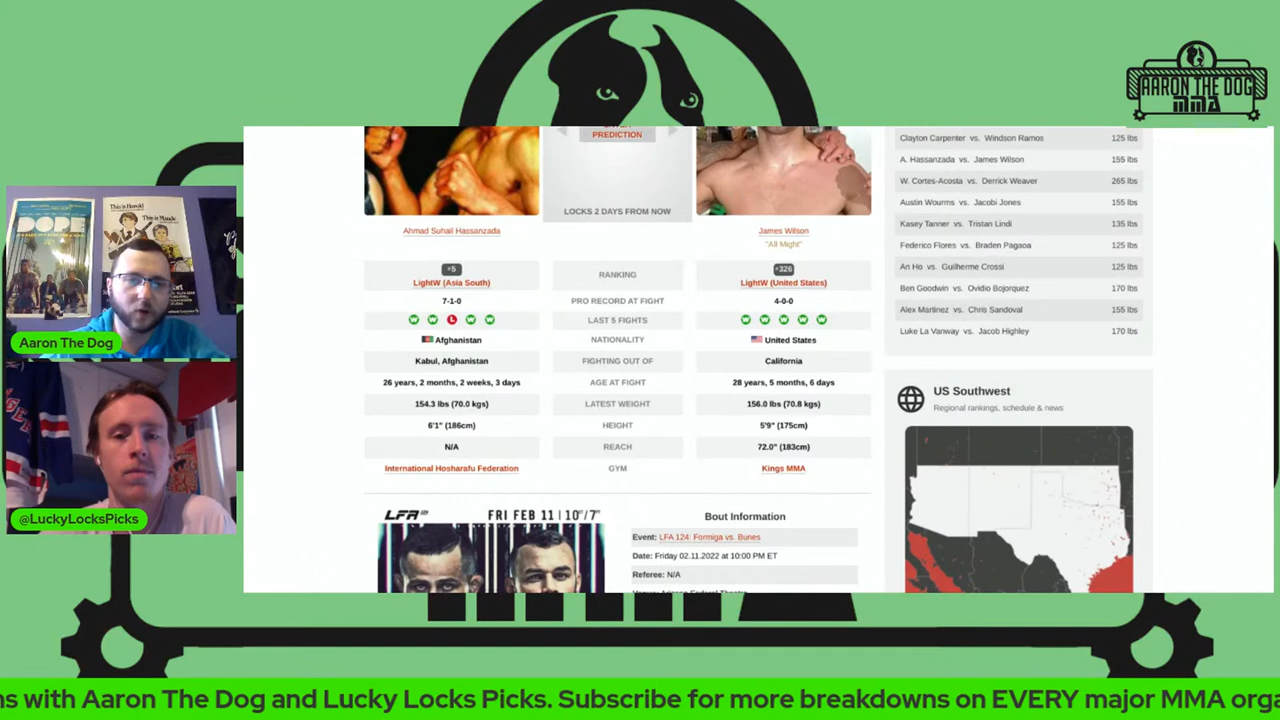 AARON THE DOG
MMA
DOPE
This is Harold
This is Maude
Aaron The Dog
@LuckyLocksPicks
PREDICTION
LOCKS 2 DAYS FROM NOW
Ahmad Suhail Hassanzada
James Wilson
"All Might"
+5
RANKING
+326
LightW (Asia South)
LightW (United States)
7-1-0
PRO RECORD AT FIGHT
4-0-0
W W L W W
LAST 5 FIGHTS
W W W W W
Afghanistan
NATIONALITY
United States
Kabul, Afghanistan
FIGHTING OUT OF
California
26 years, 2 months, 2 weeks, 3 days
AGE AT FIGHT
28 years, 5 months, 6 days
154.3 lbs (70.0 kgs)
LATEST WEIGHT
156.0 lbs (70.8 kgs)
6'1" (186cm)
HEIGHT
5'9" (175cm)
N/A
REACH
72.0" (183cm)
International Hosharafu Federation
GYM
Kings MMA
LFA
FRI FEB 11 | 10ET/7PT
Bout Information
Event: LFA 124: Formiga vs. Bunes
Date: Friday 02.11.2022 at 10:00 PM ET
Referee: N/A
Clayton Carpenter vs. Windson Ramos 125 lbs
A. Hassanzada vs. James Wilson 155 lbs
W. Cortes-Acosta vs. Derrick Weaver 265 lbs
Austin Wourms vs. Jacobi Jones 155 lbs
Kasey Tanner vs. Tristan Lindi 135 lbs
Federico Flores vs. Braden Pagaoa 125 lbs
An Ho vs. Guilherme Crossi 125 lbs
Ben Goodwin vs. Ovidio Bojorquez 170 lbs
Alex Martinez vs. Chris Sandoval 155 lbs
Luke La Vanway vs. Jacob Highley 170 lbs
US Southwest
Regional rankings, schedule & news
ns with Aaron The Dog and Lucky Locks Picks. Subscribe for more breakdowns on EVERY major MMA orga